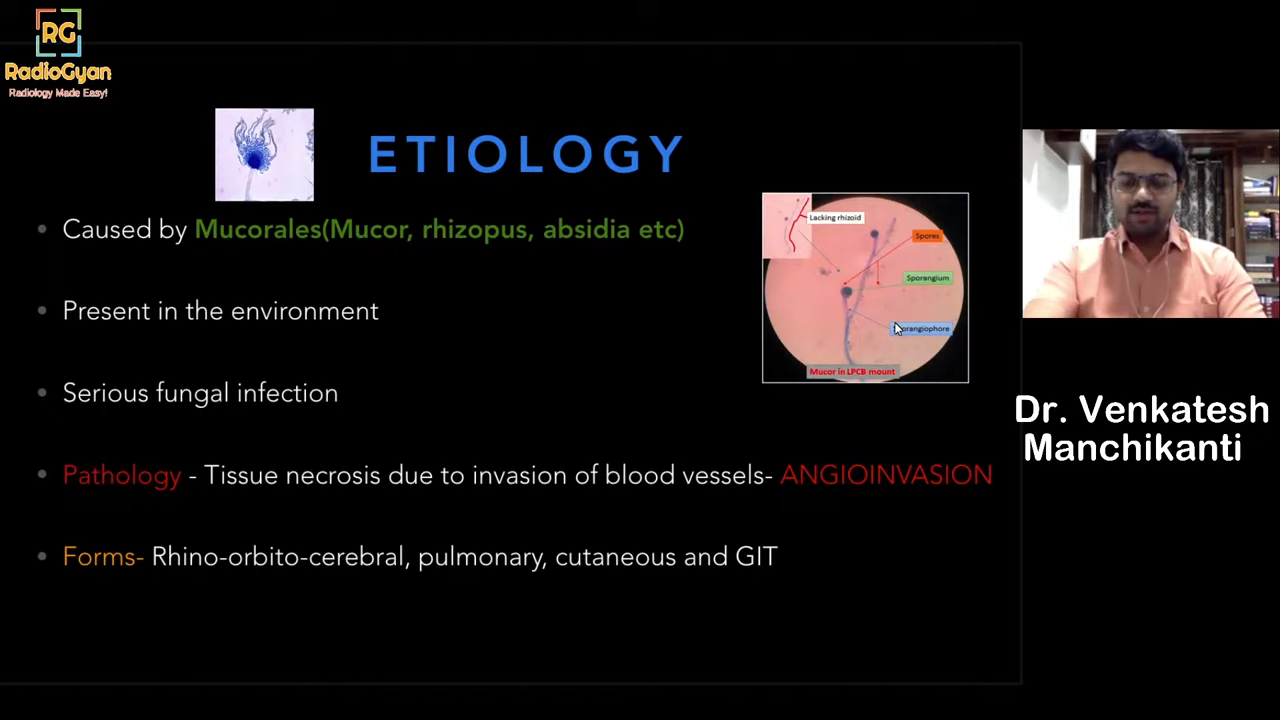 RG
RadioGyan
Radiology Made Easy!
ETIOLOGY
Caused by Mucorales(Mucor, rhizopus, absidia etc)
Present in the environment
Serious fungal infection
Pathology - Tissue necrosis due to invasion of blood vessels- ANGIOINVASION
Forms- Rhino-orbito-cerebral, pulmonary, cutaneous and GIT
Lacking rhizoid
Spores
Sporangium
Mucor in LPCB mount
Dr. Venkatesh
Manchikanti